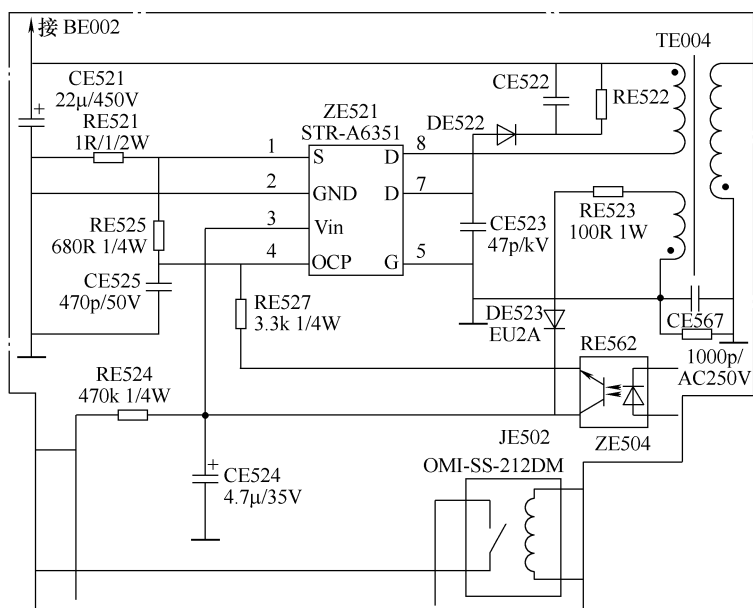 接 BE002
TE004
CE521
22μ/450V
CE522
RE522
RE521
1R/1/2W
ZE521
STR-A6351
DE522
1
S
D
8
2
GND
D
7
3
Vin
RE525
680R 1/4W
CE523
47p/kV
RE523
100R 1W
4
OCP
G
5
CE525
470p/50V
RE527
3.3k 1/4W
DE523
EU2A
CE567
1000p/
AC250V
RE562
RE524
470k 1/4W
ZE504
JE502
OMI-SS-212DM
+
CE524
4.7μ/35V
+